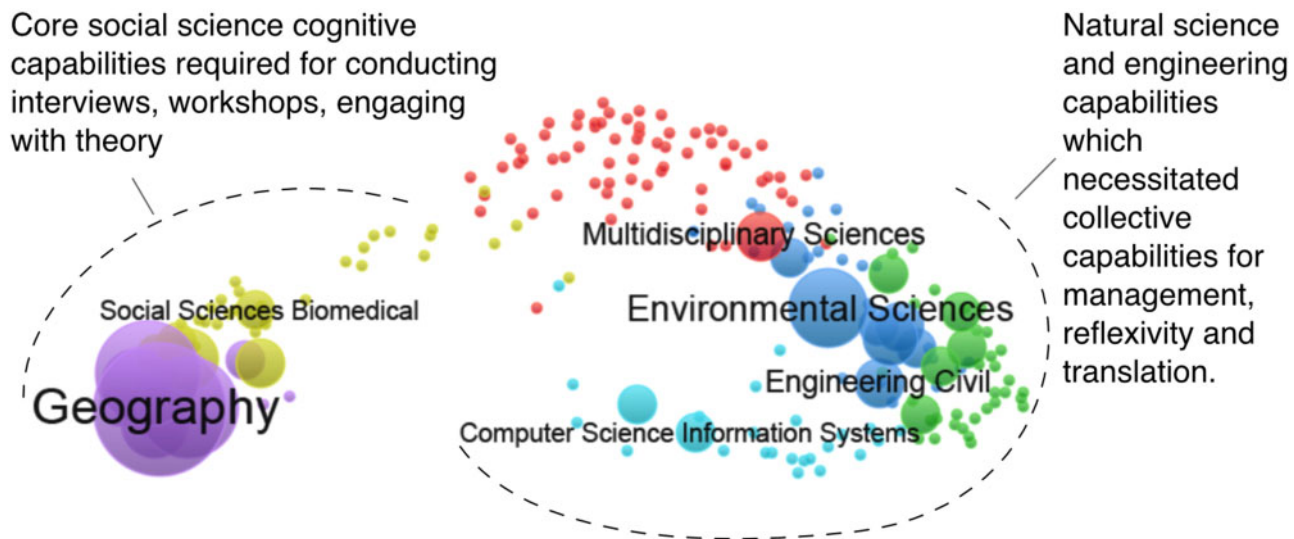 Core social science cognitive
capabilities required for conducting
interviews, workshops, engaging
with theory
Natural science
and engineering
capabilities
which
necessitated
collective
capabilities for
management,
reflexivity and
translation.
Multidisciplinary Sciences
Social Sciences Biomedical
Environmental Sciences
Engineering Civil
Geography
Computer Science Information Systems